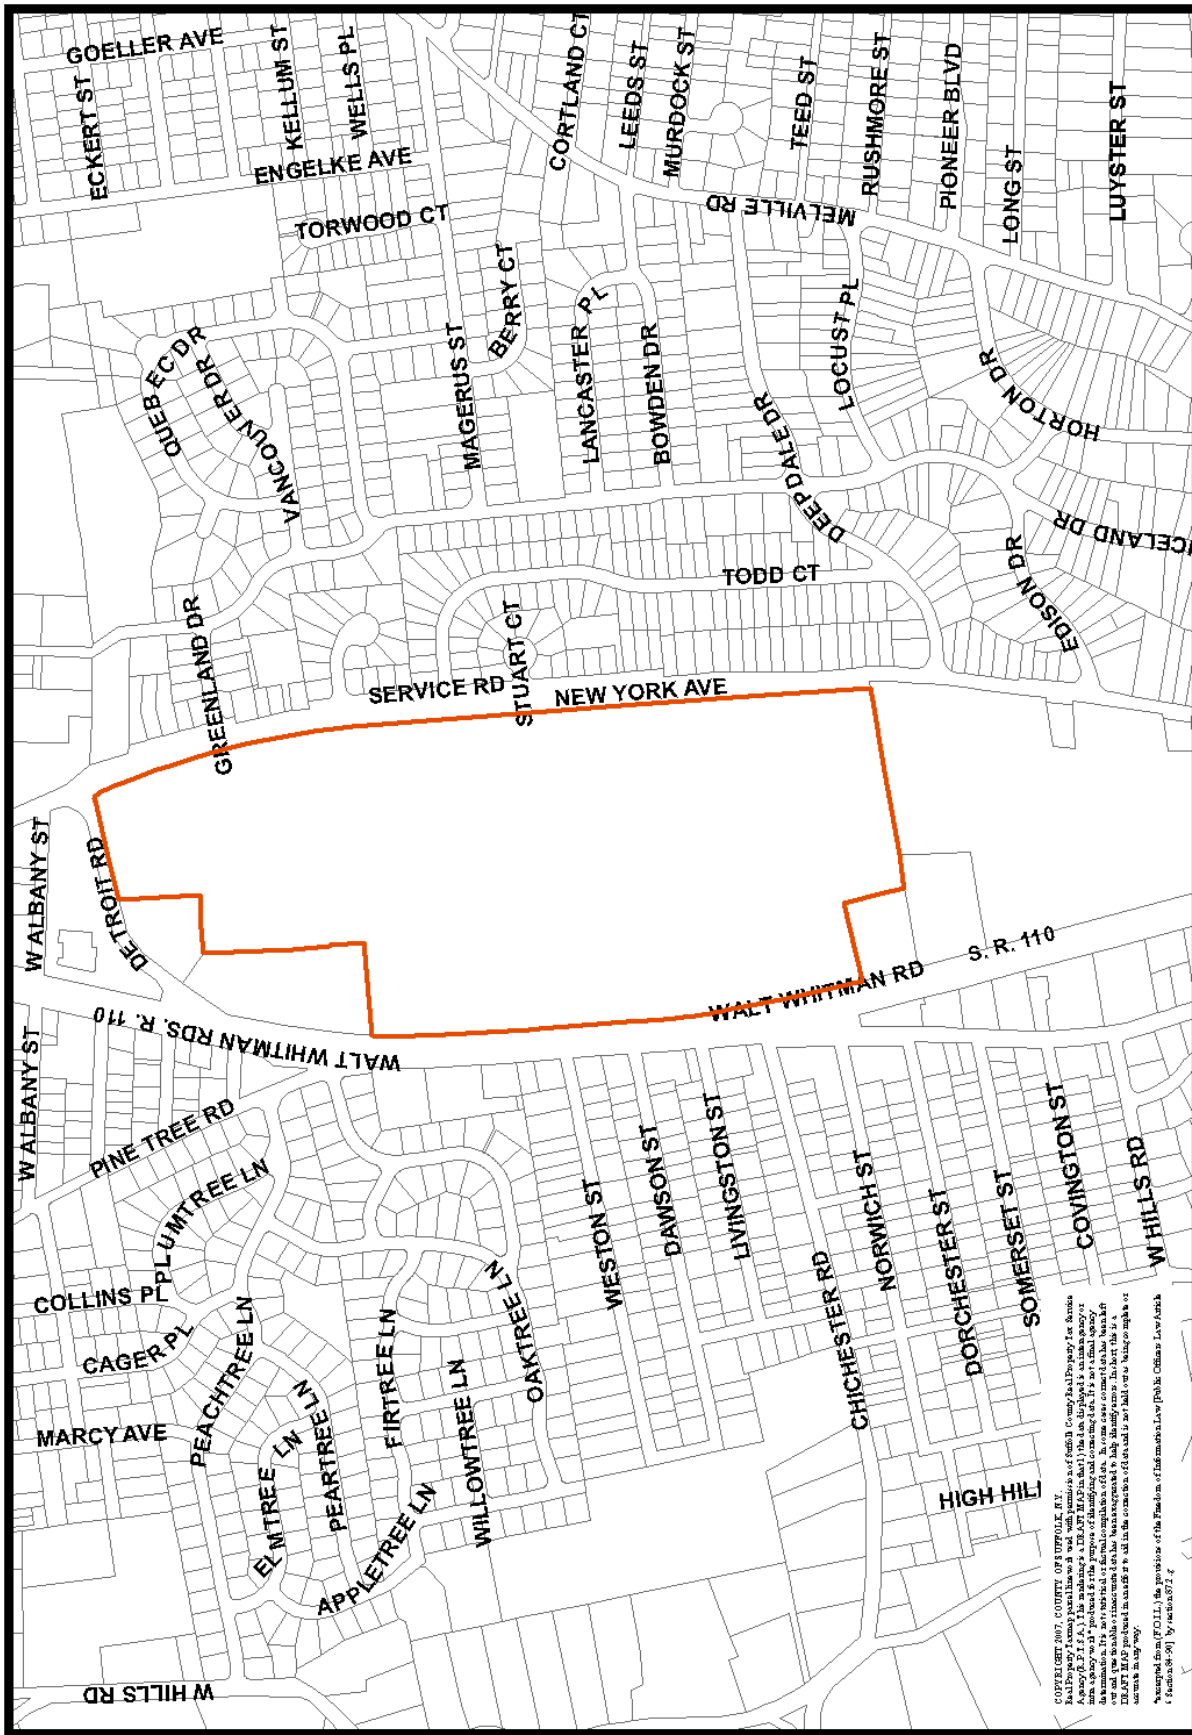 GOELLER AVE
ECKERT ST
KELLUM ST
WELLS PL
ENGELKE AVE
TORWOOD CT
CORTLAND CT
LEEDS ST
MURDOCK ST
TEED ST
RUSHMORE ST
PIONEER BLVD
LONG ST
LUYSTER ST
MELVILLE RD
QUEBEC DR
VANCOUVER DR
MAGERUS ST
BERRY CT
LANCASTER PL
BOWDEN DR
LOCUST PL
HORTON DR
DEEPDALE DR
ICELAND DR
EDISON DR
TODD CT
STUART CT
GREENLAND DR
SERVICE RD
NEW YORK AVE
W ALBANY ST
DETROIT RD
S. R. 110
WALT WHITMAN RD
WALT WHITMAN RDS. R. 110
W ALBANY ST
PINE TREE RD
PLUMTREE LN
COLLINS PL
CAGER PL
MARCY AVE
PEACHTREE LN
ELMTREE LN
PEARTREE LN
FIRTREE LN
APPLETREE LN
WILLOWTREE LN
OAKTREE LN
WESTON ST
DAWSON ST
LIVINGSTON ST
CHICHESTER RD
NORWICH ST
DORCHESTER ST
SOMERSET ST
COVINGTON ST
W HILLS RD
HIGH HIL
W HILLS RD
COPYRIGHT 2007, COUNTY OF SUFFOLK, N.Y.